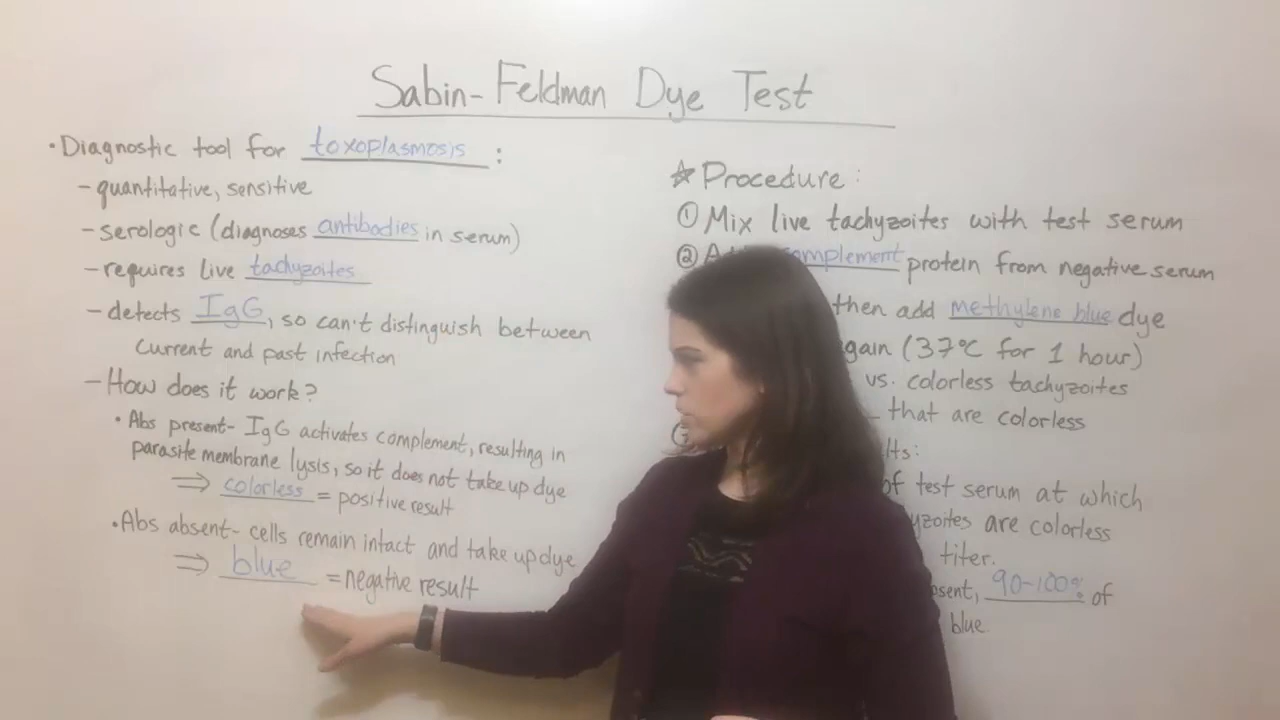 Sabin-Feldman Dye Test
• Diagnostic tool for toxoplasmosis :
- quantitative, sensitive
- serologic (diagnoses antibodies in serum)
- requires live tachyzoites
- detects IgG, so can't distinguish between
current and past infection
- How does it work?
• Abs present- IgG activates complement, resulting in
parasite membrane lysis, so it does not take up dye
⇒ colorless = positive result
• Abs absent- cells remain intact and take up dye
⇒ blue = negative result
☆ Procedure:
① Mix live tachyzoites with test serum
② complement protein from negative serum
then add methylene blue dye
(37°C for 1 hour)
vs. colorless tachyzoites
that are colorless
of test serum at which
are colorless
titer.
90-100% of
blue